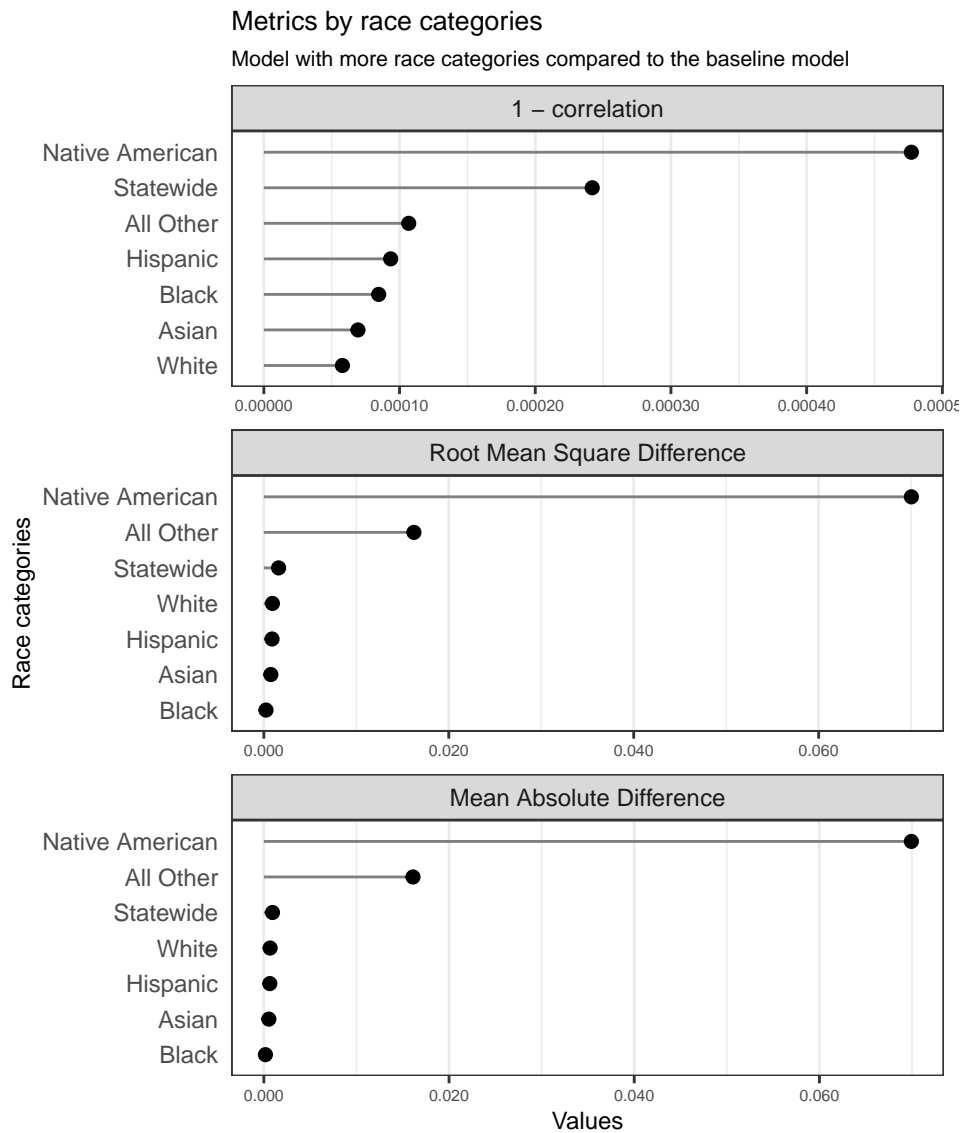 Metrics by race categories
Model with more race categories compared to the baseline model
1 − correlation
Native American
Statewide
All Other
Hispanic
Black
Asian
White
0.00000 0.00010 0.00020 0.00030 0.00040 0.0005
Root Mean Square Difference
Native American
All Other
Statewide
White
Hispanic
Asian
Black
0.000 0.020 0.040 0.060
Race categories
Mean Absolute Difference
Native American
All Other
Statewide
White
Hispanic
Asian
Black
0.000 0.020 0.040 0.060
Values